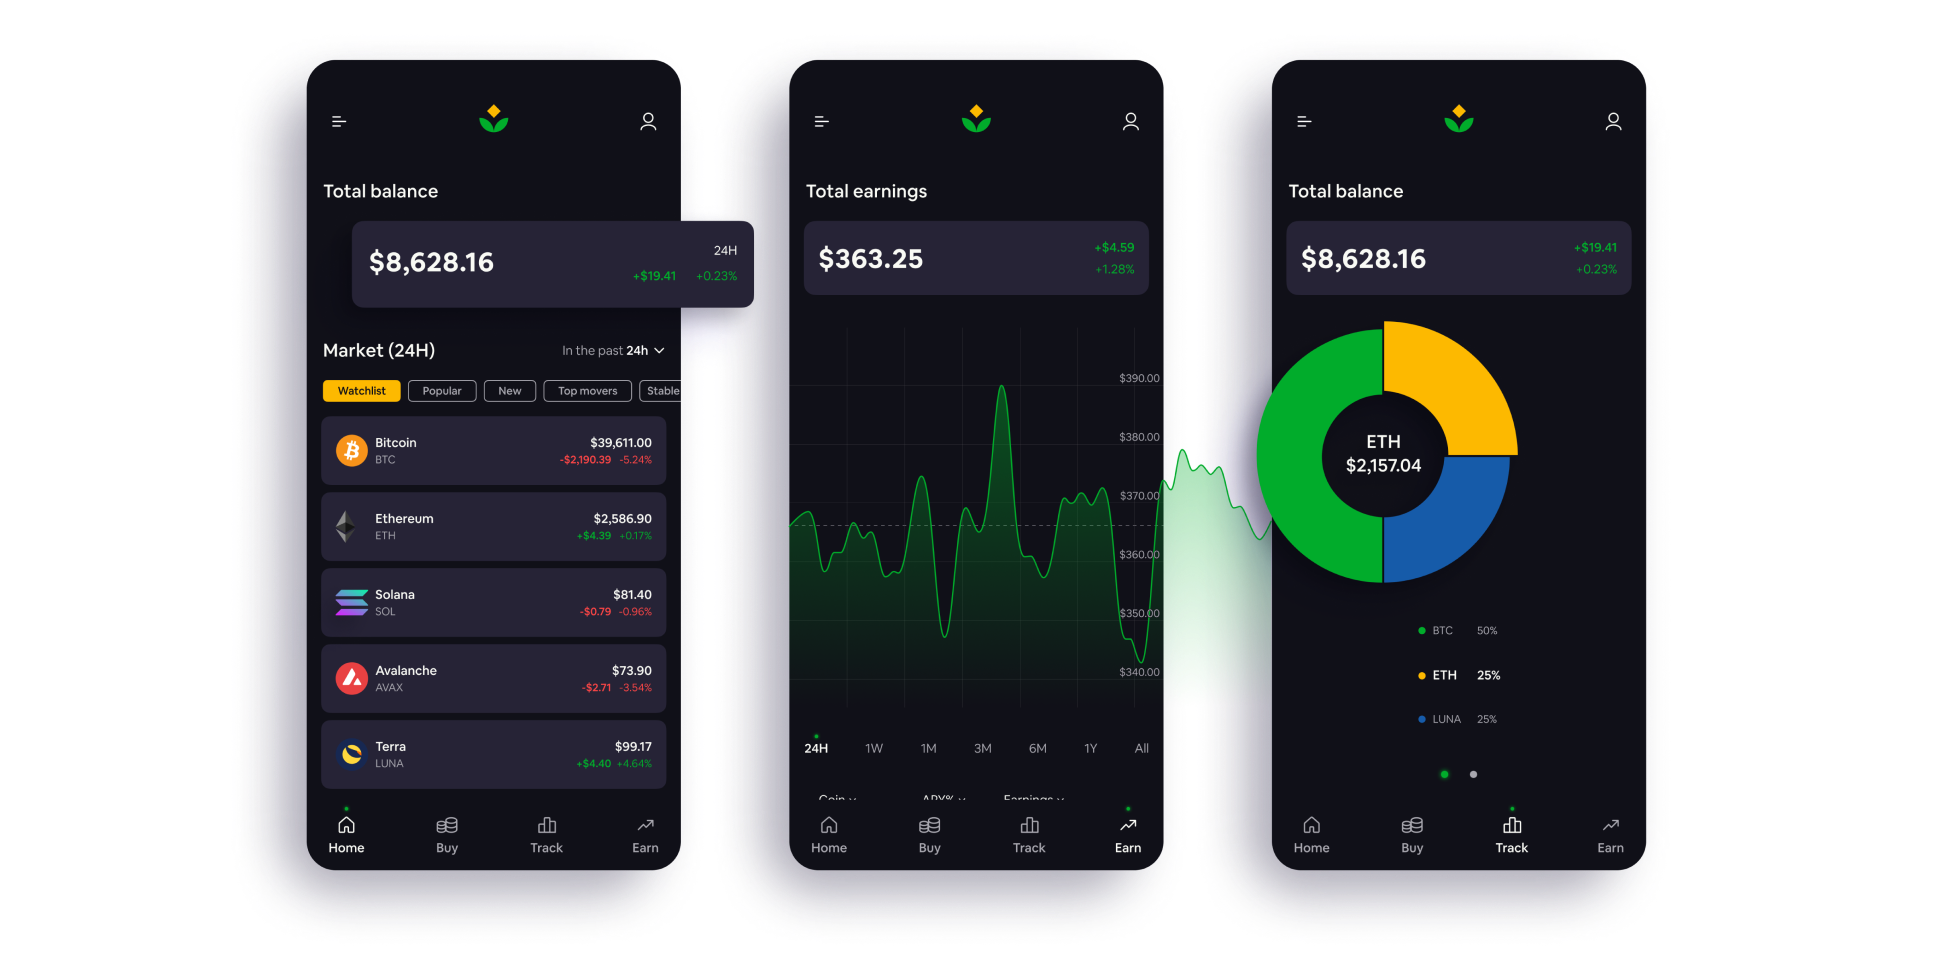 Total balance
$8,628.16
24H
+$19.41 +0.23%
Market (24H)
In the past 24h
Watchlist Popular New Top movers Stable
Bitcoin $39,611.00
BTC -$2,190.39 -5.24%
Ethereum $2,586.90
ETH +$4.39 +0.17%
Solana $81.40
SOL -$0.79 -0.96%
Avalanche $73.90
AVAX -$2.71 -3.54%
Terra $99.17
LUNA +$4.40 +4.64%
Home Buy Track Earn
Total earnings
$363.25
+$4.59
+1.28%
$390.00
$380.00
$370.00
$360.00
$350.00
$340.00
24H 1W 1M 3M 6M 1Y All
Coin APY% Earnings
Home Buy Track Earn
Total balance
$8,628.16
+$19.41
+0.23%
ETH
$2,157.04
BTC 50%
ETH 25%
LUNA 25%
Home Buy Track Earn